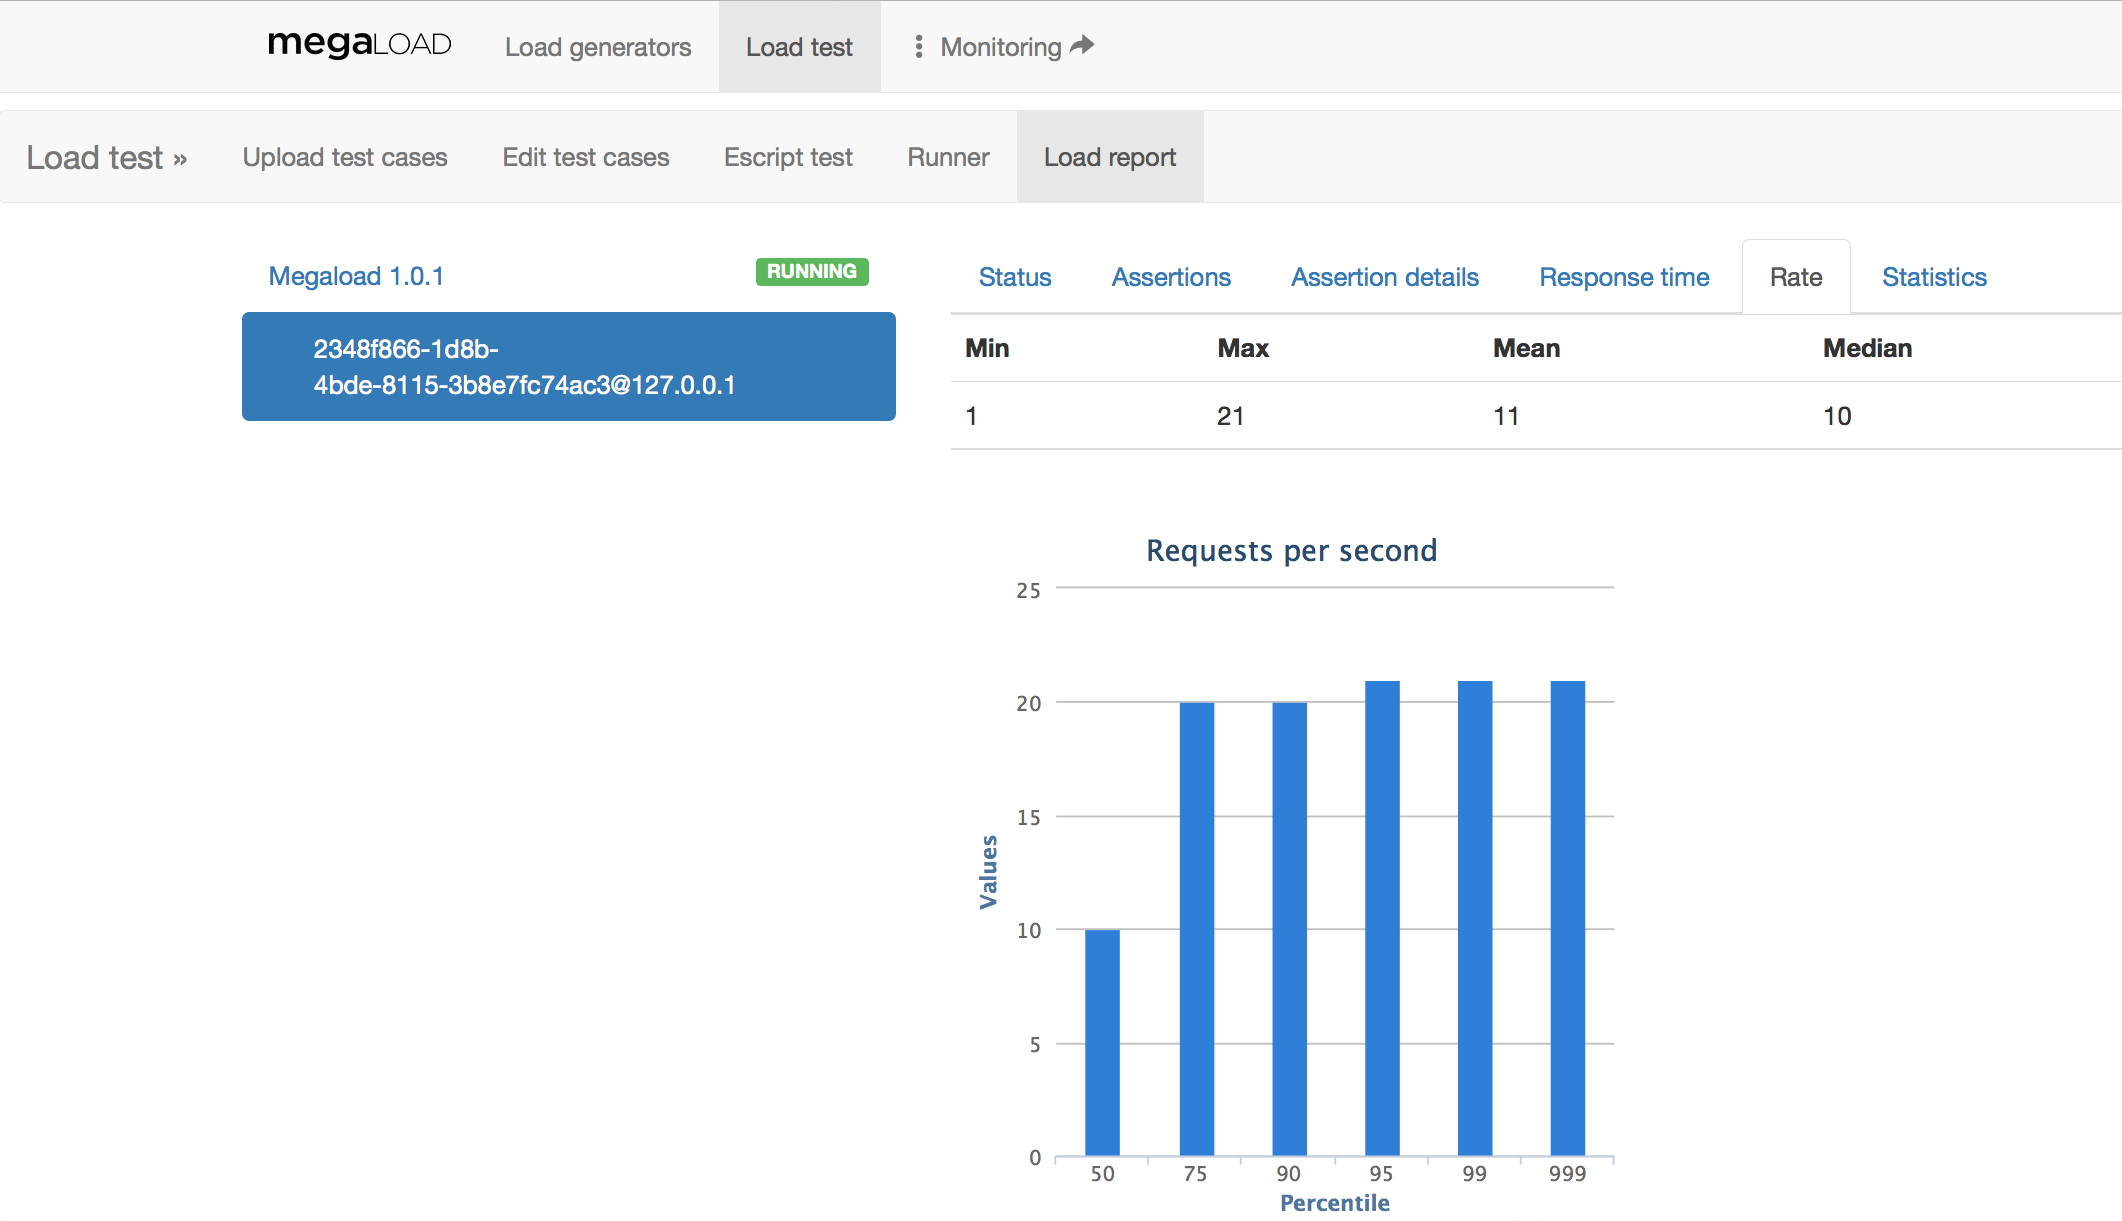 megaLOAD Load generators Load test Monitoring
Load test » Upload test cases Edit test cases Escript test Runner Load report
Megaload 1.0.1 RUNNING
2348f866-1d8b-
4bde-8115-3b8e7fc74ac3@127.0.0.1
Status Assertions Assertion details Response time Rate Statistics
Min Max Mean Median
1 21 11 10
Requests per second
25
20
15
10
5
0
Values
50 75 90 95 99 999
Percentile